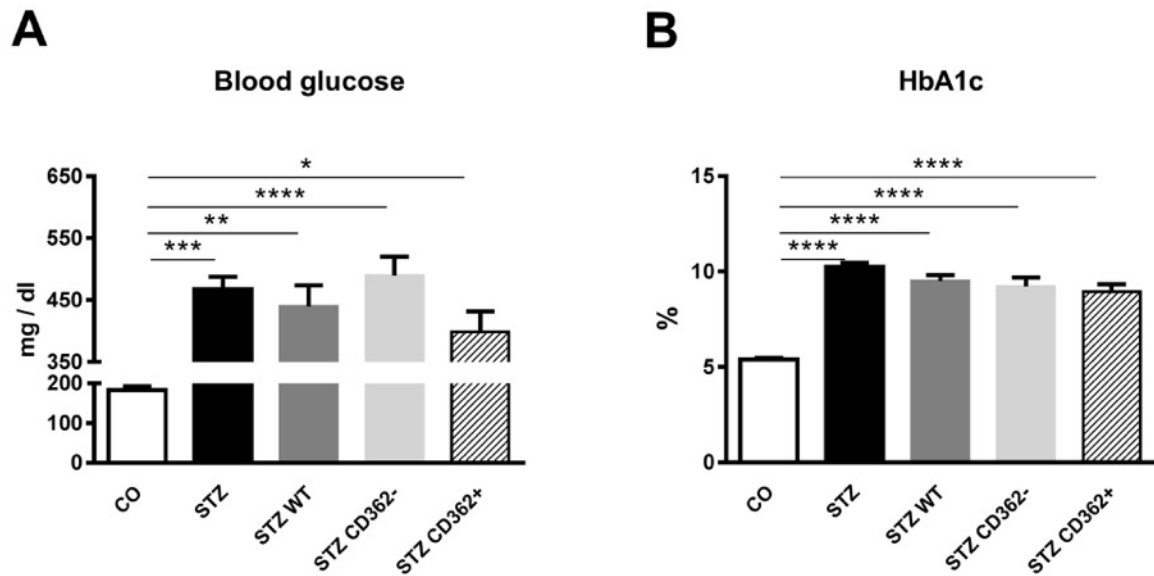 A
Blood glucose
*
****
**
***
650
550
450
350
200
100
0
mg / dl
CO
STZ
STZ WT
STZ CD362-
STZ CD362+
B
HbA1c
****
****
****
****
15
10
5
0
%
CO
STZ
STZ WT
STZ CD362-
STZ CD362+